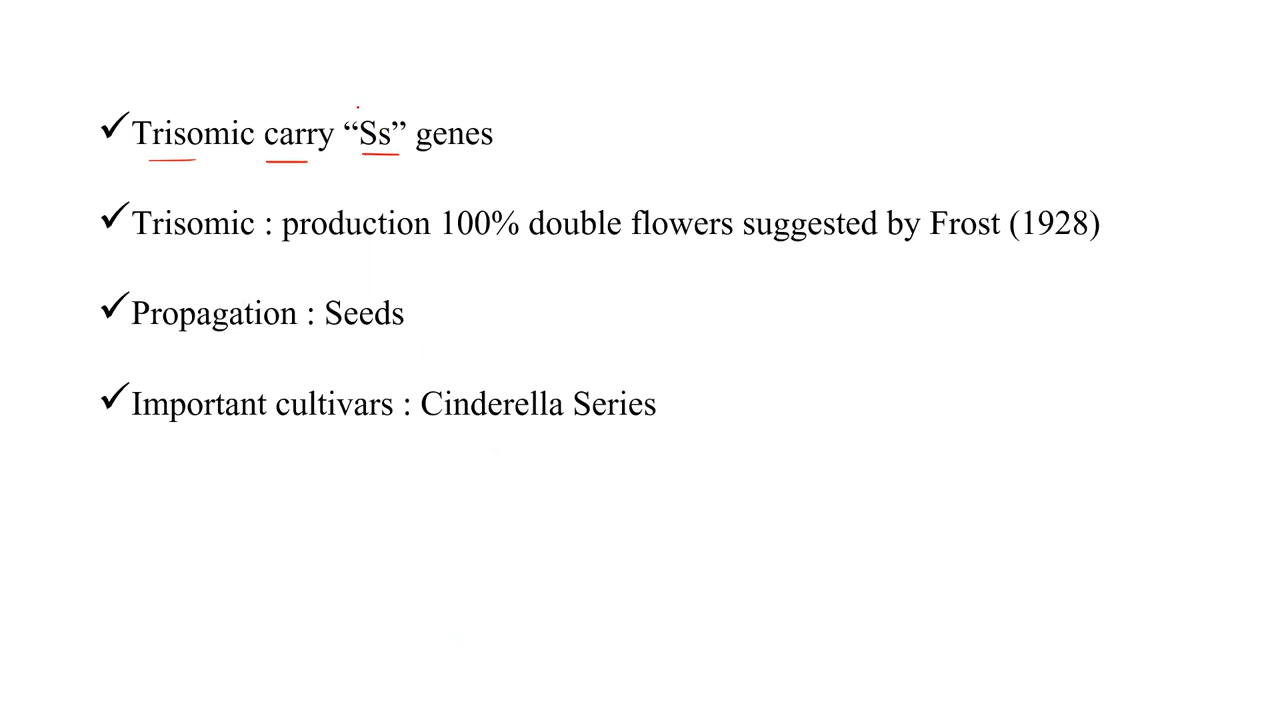 ✓Trisomic carry “Ss” genes
✓Trisomic : production 100% double flowers suggested by Frost (1928)
✓Propagation : Seeds
✓Important cultivars : Cinderella Series